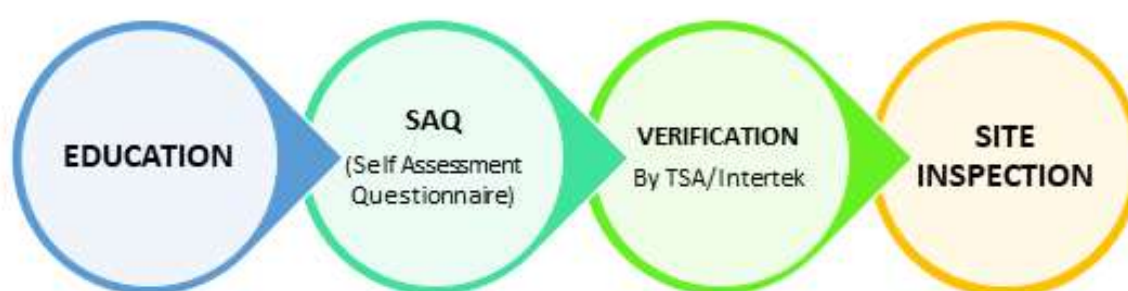 EDUCATION
SAQ
(Self Assessment
Questionnaire)
VERIFICATION
By TSA/Intertek
SITE
INSPECTION